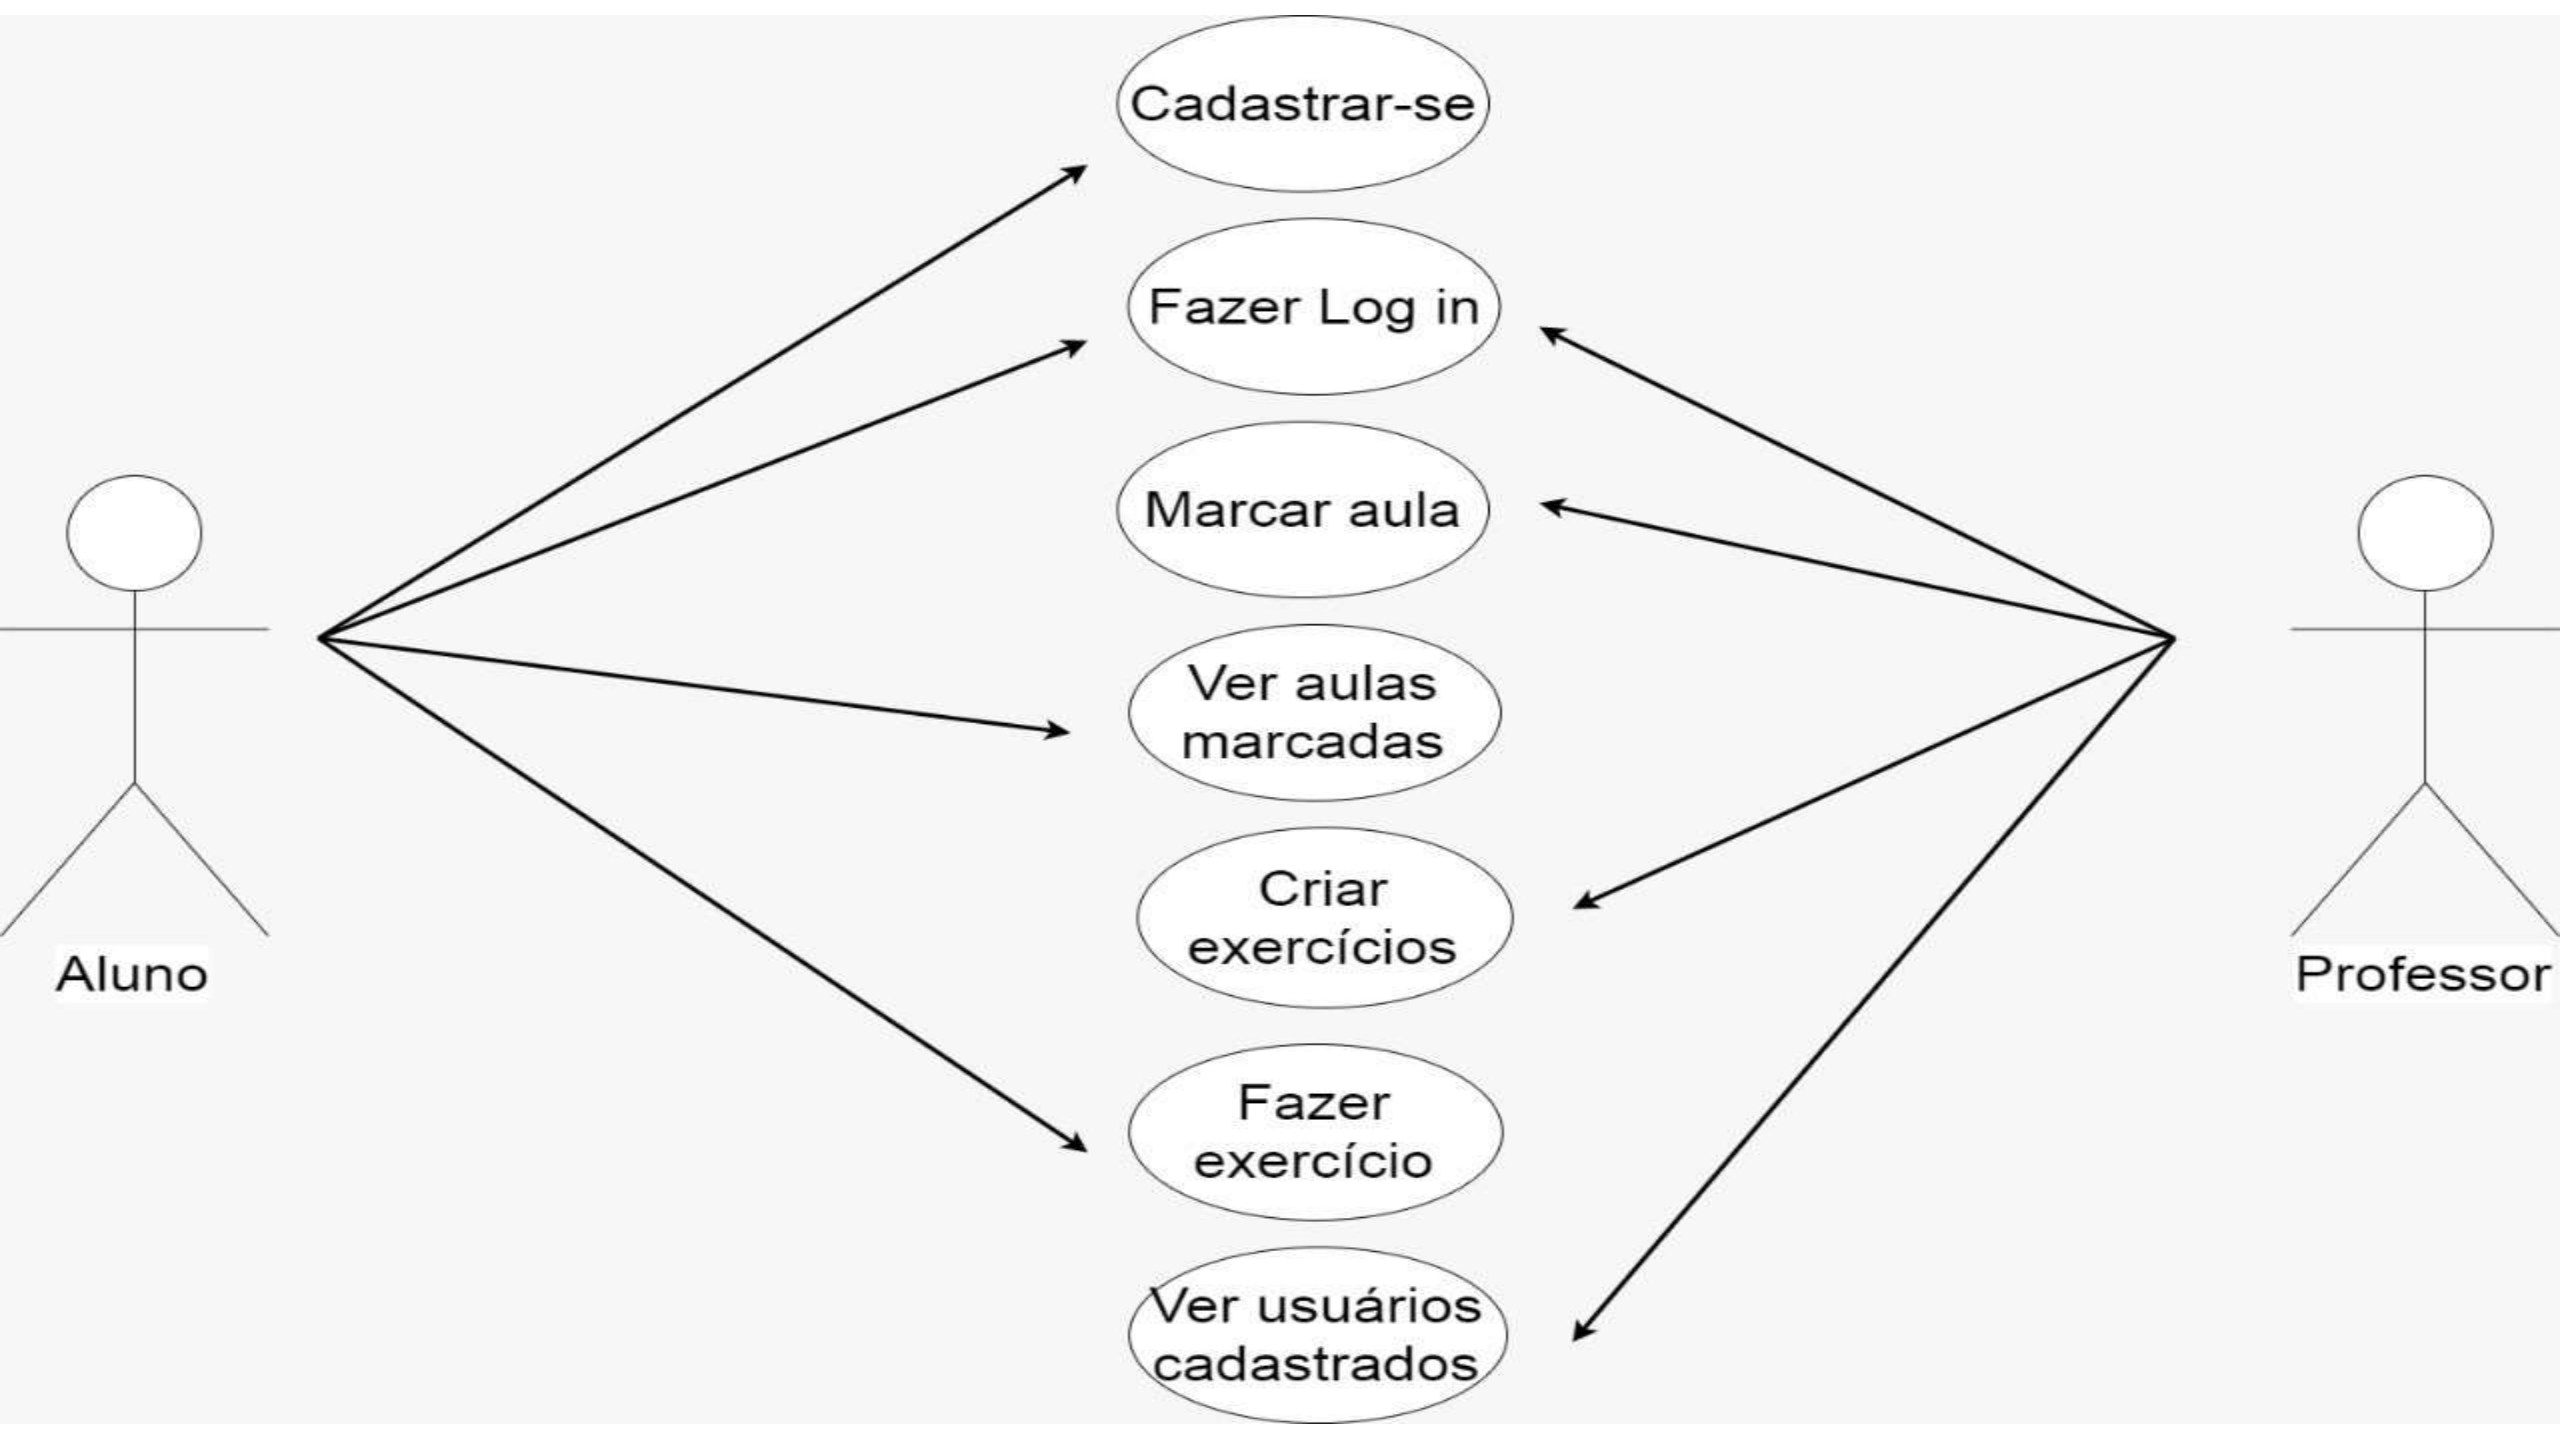 Cadastrar-se
Fazer Log in
Marcar aula
Ver aulas
marcadas
Criar
exercícios
Fazer
exercício
Ver usuários
cadastrados
Aluno
Professor